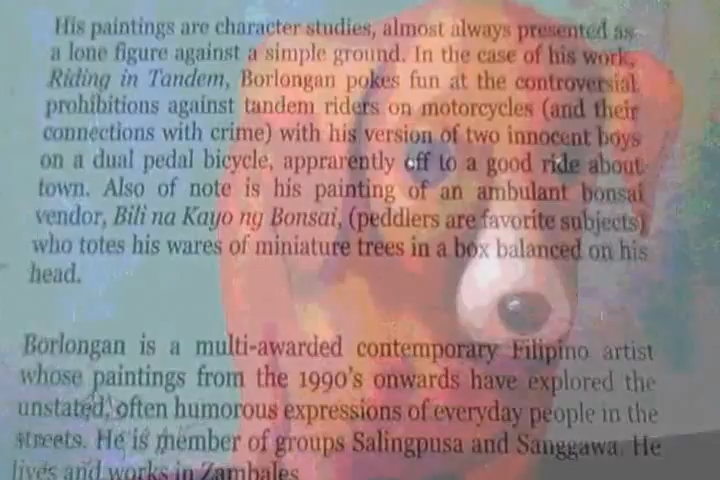 His paintings are character studies, almost always presented as
a lone figure against a simple ground. In the case of his work,
Riding in Tandem, Borlongan pokes fun at the controversial
prohibitions against tandem riders on motorcycles (and their
connections with crime) with his version of two innocent boys
on a dual pedal bicycle, apprarently off to a good ride about
town. Also of note is his painting of an ambulant bonsai
vendor, Bili na Kayo ng Bonsai, (peddlers are favorite subjects)
who totes his wares of miniature trees in a box balanced on his
head.
Borlongan is a multi-awarded contemporary Filipino artist
whose paintings from the 1990's onwards have explored the
unstated, often humorous expressions of everyday people in the
streets. He is member of groups Salingpusa and Sanggawa. He
lives and works in Zambales